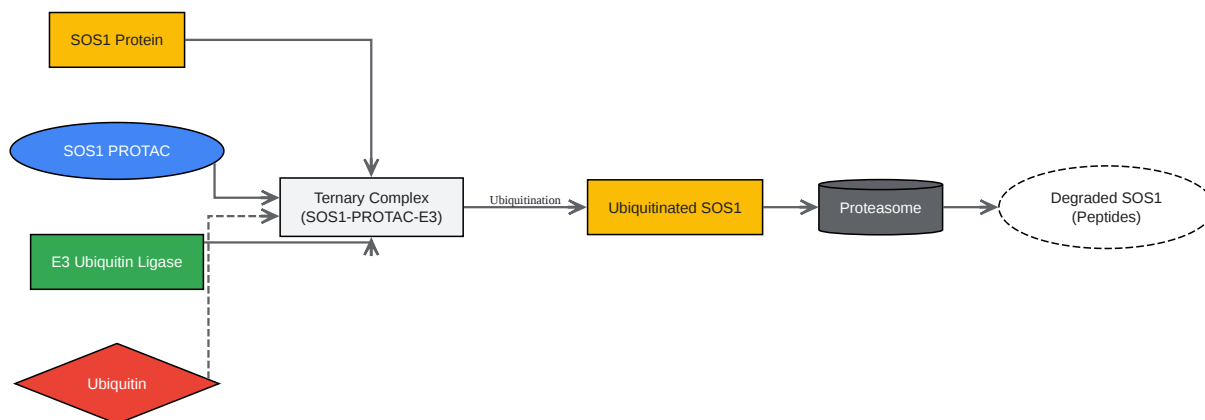 SOS1 Protein
SOS1 PROTAC
E3 Ubiquitin Ligase
Ubiquitin
Ternary Complex
(SOS1-PROTAC-E3)
Ubiquitination
Ubiquitinated SOS1
Proteasome
Degraded SOS1
(Peptides)